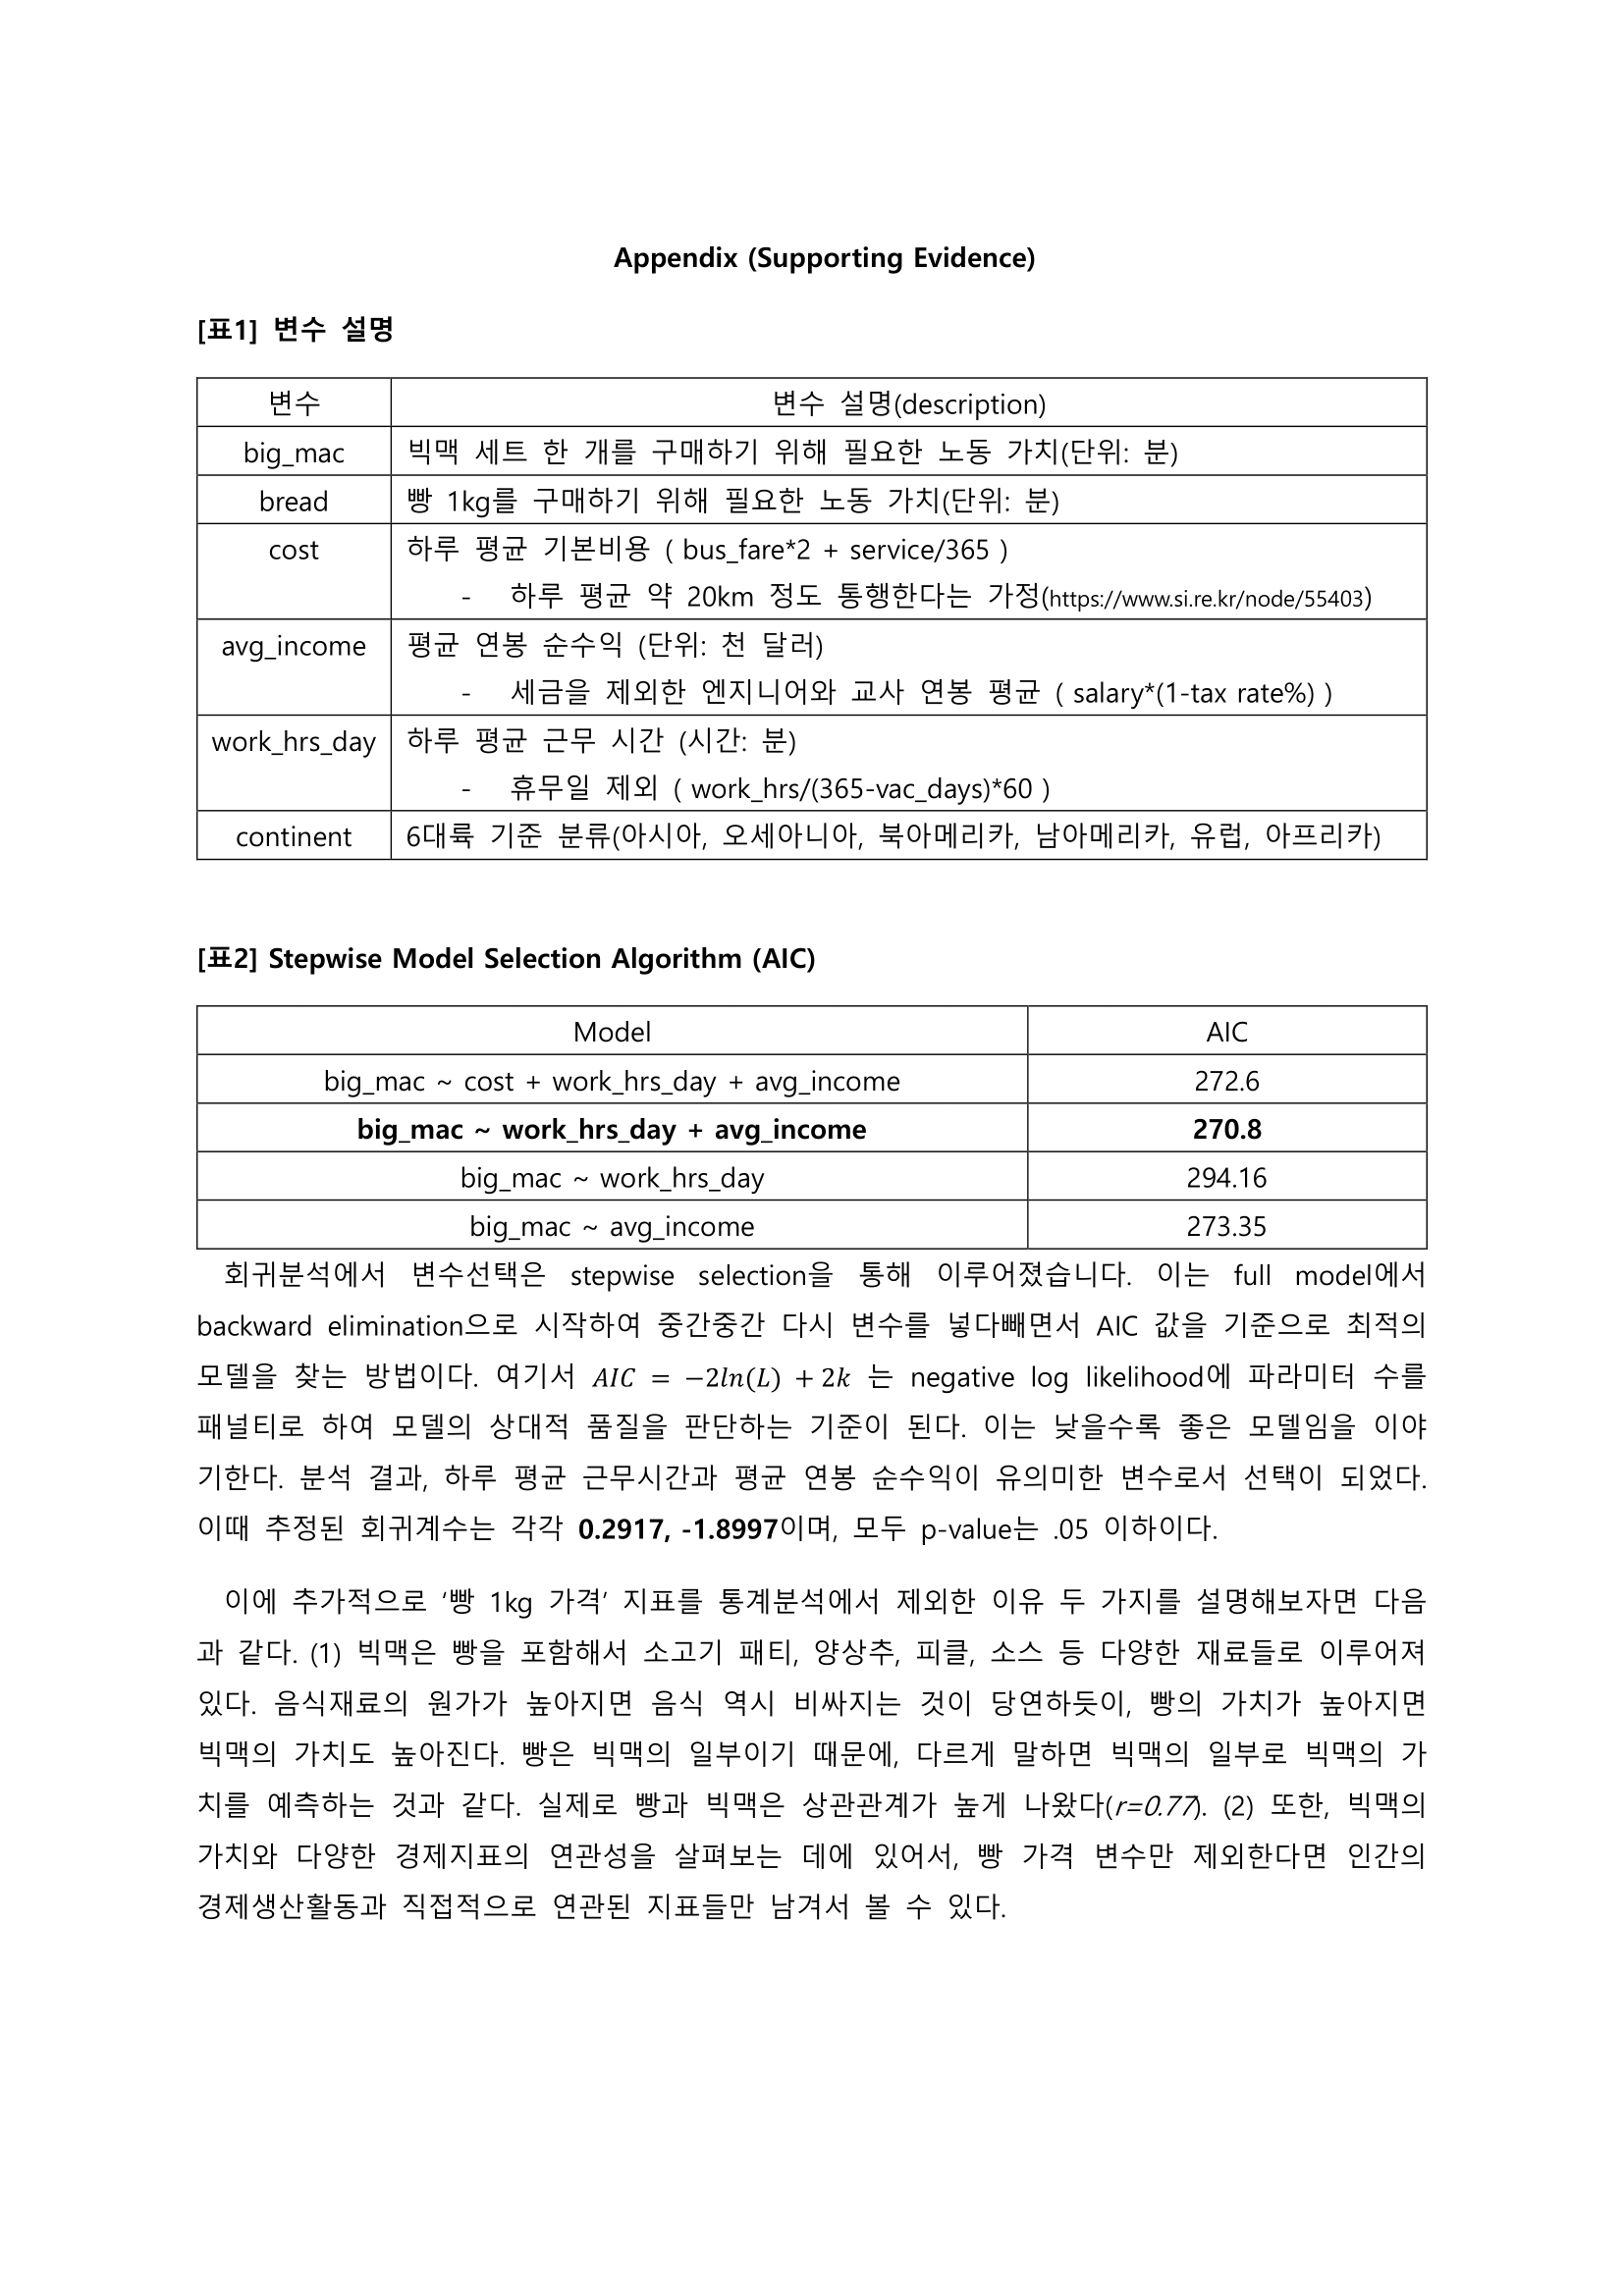 Appendix (Supporting Evidence)
[표1] 변수 설명
변수 변수 설명(description)
big_mac 빅맥 세트 한 개를 구매하기 위해 필요한 노동 가치(단위: 분)
bread 빵 1kg를 구매하기 위해 필요한 노동 가치(단위: 분)
cost 하루 평균 기본비용 ( bus_fare*2 + service/365 )
- 하루 평균 약 20km 정도 통행한다는 가정(https://www.si.re.kr/node/55403)
avg_income 평균 연봉 순수익 (단위: 천 달러)
- 세금을 제외한 엔지니어와 교사 연봉 평균 ( salary*(1-tax rate%) )
work_hrs_day 하루 평균 근무 시간 (시간: 분)
- 휴무일 제외 ( work_hrs/(365-vac_days)*60 )
continent 6대륙 기준 분류(아시아, 오세아니아, 북아메리카, 남아메리카, 유럽, 아프리카)
[표2] Stepwise Model Selection Algorithm (AIC)
Model AIC
big_mac ~ cost + work_hrs_day + avg_income 272.6
big_mac ~ work_hrs_day + avg_income 270.8
big_mac ~ work_hrs_day 294.16
big_mac ~ avg_income 273.35
회귀분석에서 변수선택은 stepwise selection을 통해 이루어졌습니다. 이는 full model에서
backward elimination으로 시작하여 중간중간 다시 변수를 넣다빼면서 AIC 값을 기준으로 최적의
모델을 찾는 방법이다. 여기서 AIC = −2ln(L) + 2k 는 negative log likelihood에 파라미터 수를
패널티로 하여 모델의 상대적 품질을 판단하는 기준이 된다. 이는 낮을수록 좋은 모델임을 이야
기한다. 분석 결과, 하루 평균 근무시간과 평균 연봉 순수익이 유의미한 변수로서 선택이 되었다.
이때 추정된 회귀계수는 각각 0.2917, -1.8997이며, 모두 p-value는 .05 이하이다.
이에 추가적으로 ‘빵 1kg 가격’ 지표를 통계분석에서 제외한 이유 두 가지를 설명해보자면 다음
과 같다. (1) 빅맥은 빵을 포함해서 소고기 패티, 양상추, 피클, 소스 등 다양한 재료들로 이루어져
있다. 음식재료의 원가가 높아지면 음식 역시 비싸지는 것이 당연하듯이, 빵의 가치가 높아지면
빅맥의 가치도 높아진다. 빵은 빅맥의 일부이기 때문에, 다르게 말하면 빅맥의 일부로 빅맥의 가
치를 예측하는 것과 같다. 실제로 빵과 빅맥은 상관관계가 높게 나왔다(r=0.77). (2) 또한, 빅맥의
가치와 다양한 경제지표의 연관성을 살펴보는 데에 있어서, 빵 가격 변수만 제외한다면 인간의
경제생산활동과 직접적으로 연관된 지표들만 남겨서 볼 수 있다.